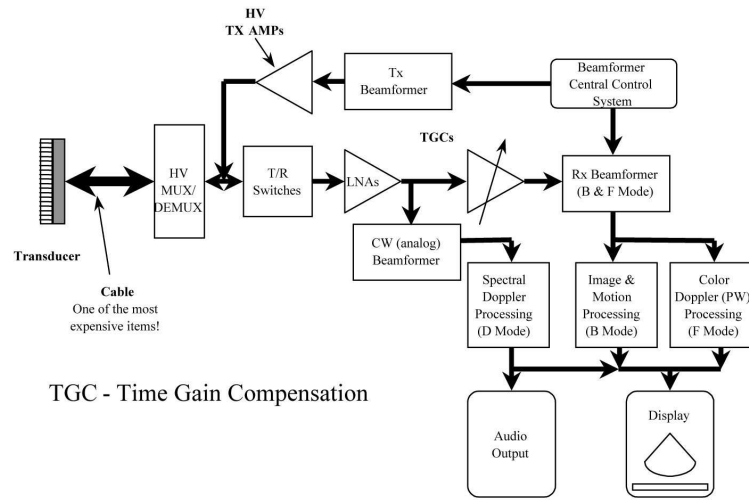 HV
TX AMPs
Tx
Beamformer
Beamformer
Central Control
System
TGCs
HV
MUX/
DEMUX
T/R
Switches
LNAs
Rx Beamformer
(B & F Mode)
Transducer
CW (analog)
Beamformer
Cable
One of the most
expensive items!
Spectral
Doppler
Processing
(D Mode)
Image &
Motion
Processing
(B Mode)
Color
Doppler (PW)
Processing
(F Mode)
TGC - Time Gain Compensation
Audio
Output
Display